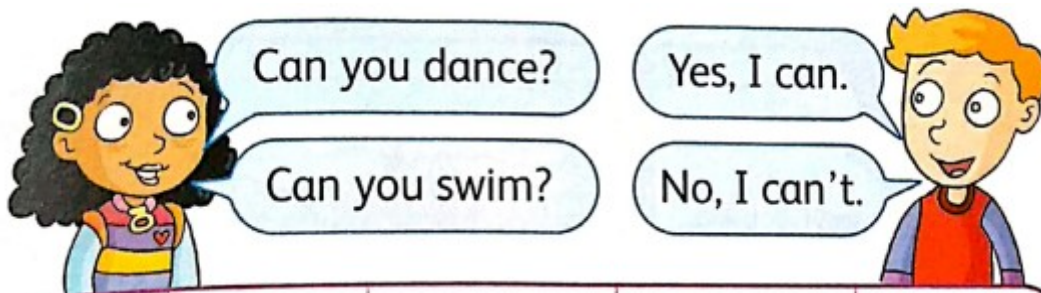 Can you dance?
Yes, I can.
Can you swim?
No, I can't.